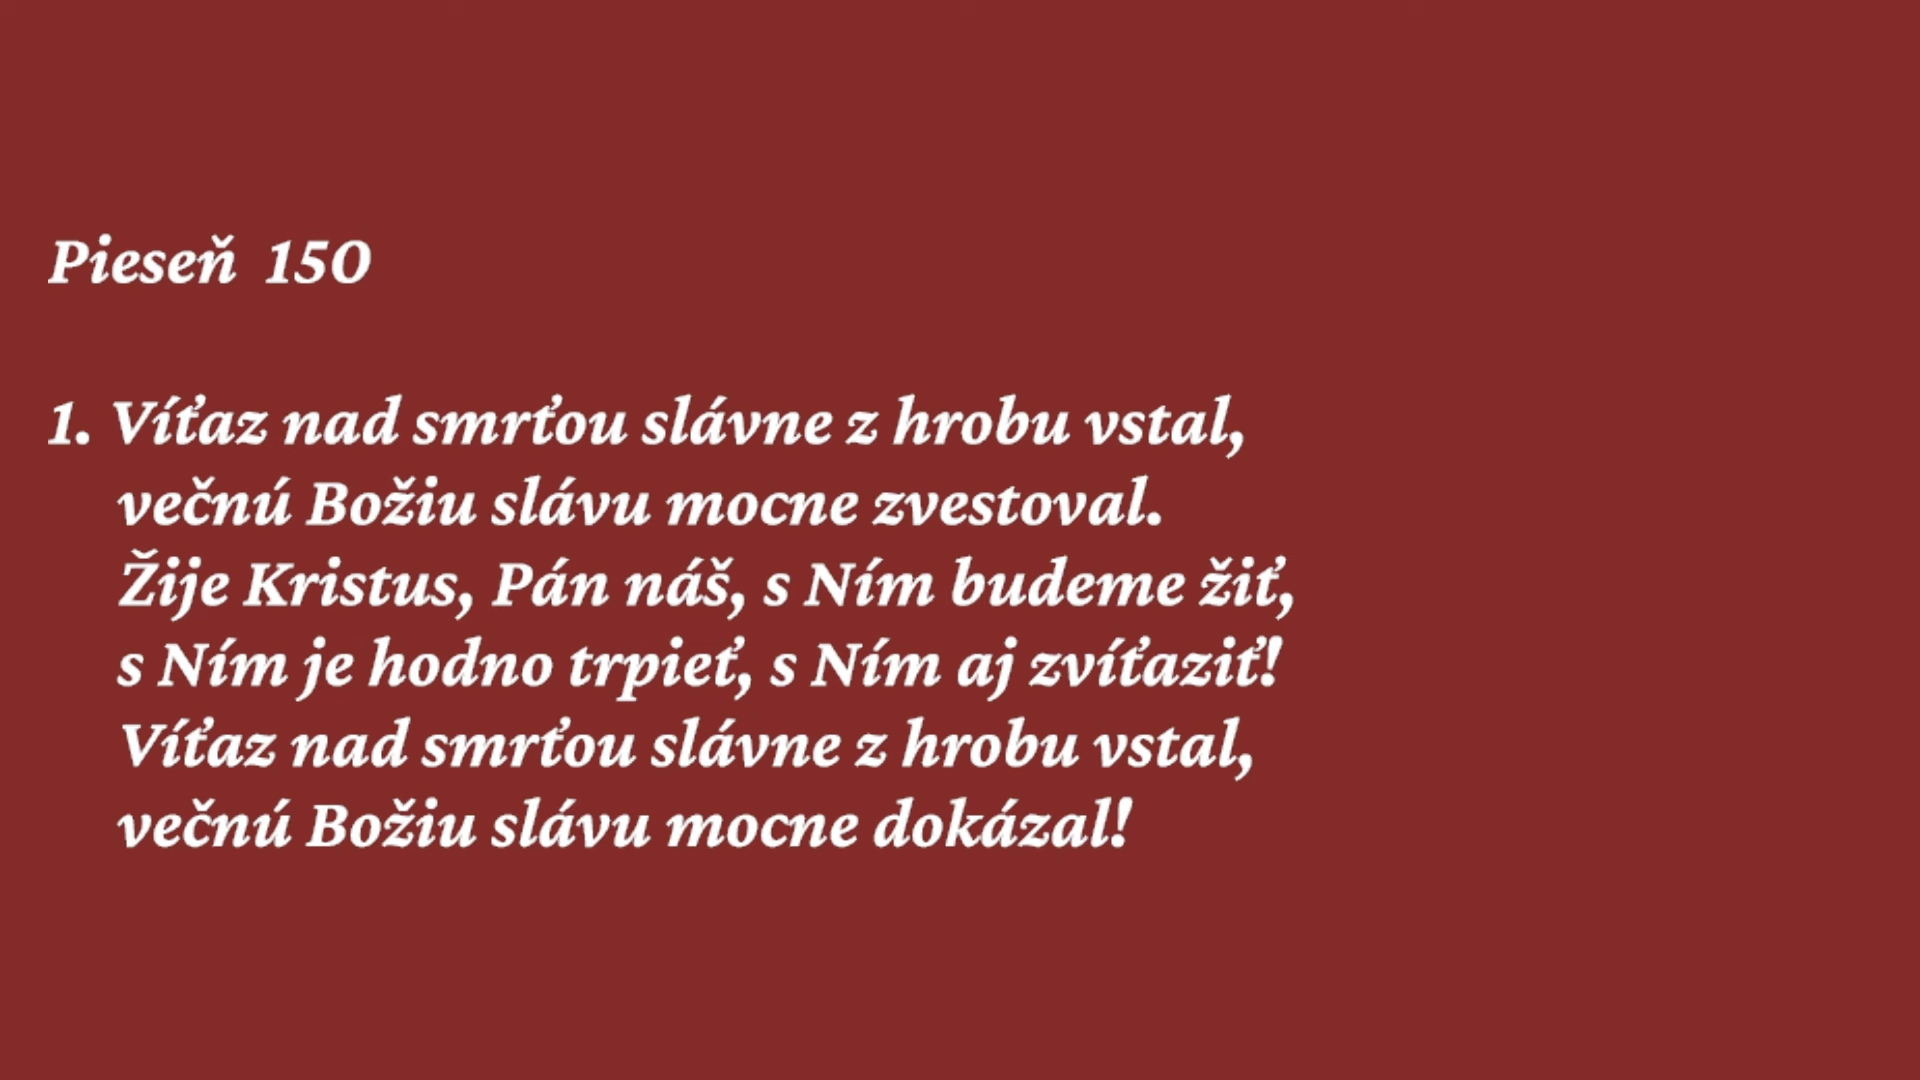 Pieseň 150
1. Víťaz nad smrťou slávne z hrobu vstal,
večnú Božiu slávu mocne zvestoval.
Žije Kristus, Pán náš, s Ním budeme žiť,
s Ním je hodno trpieť, s Ním aj zvíťaziť!
Víťaz nad smrťou slávne z hrobu vstal,
večnú Božiu slávu mocne dokázal!